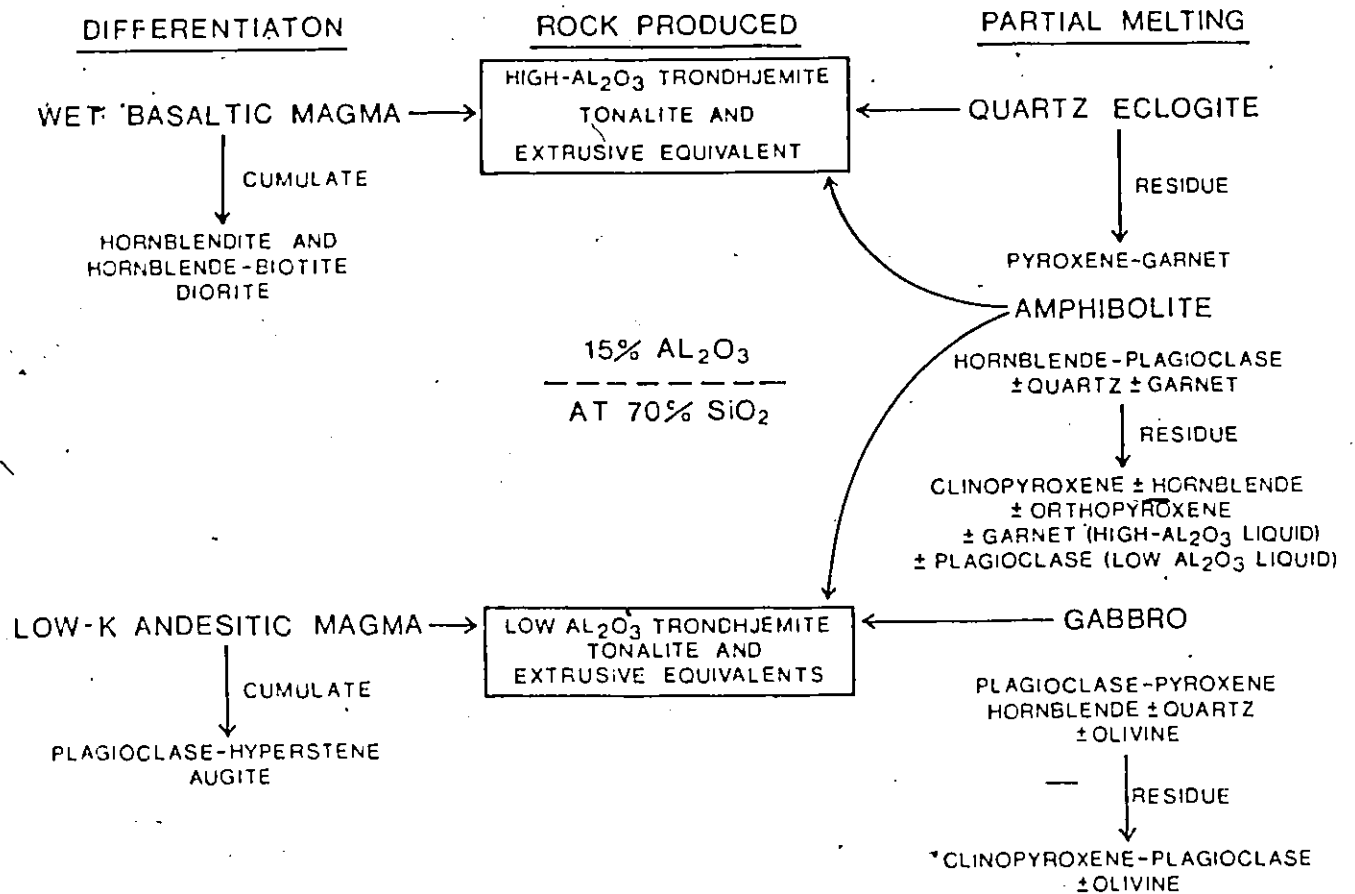 DIFFERENTIATON
ROCK PRODUCED
PARTIAL MELTING
HIGH-AL₂O₃ TRONDHJEMITE
TONALITE AND
EXTRUSIVE EQUIVALENT
WET BASALTIC MAGMA
QUARTZ ECLOGITE
CUMULATE
RESIDUE
HORNBLENDITE AND
HORNBLENDE-BIOTITE
DIORITE
PYROXENE-GARNET
AMPHIBOLITE
15% AL₂O₃
AT 70% SiO₂
HORNBLENDE-PLAGIOCLASE
±QUARTZ ±GARNET
RESIDUE
CLINOPYROXENE ± HORNBLENDE
± ORTHOPYROXENE
± GARNET (HIGH-AL₂O₃ LIQUID)
± PLAGIOCLASE (LOW AL₂O₃ LIQUID)
LOW-K ANDESITIC MAGMA
LOW AL₂O₃ TRONDHJEMITE
TONALITE AND
EXTRUSIVE EQUIVALENTS
GABBRO
CUMULATE
PLAGIOCLASE-HYPERSTENE
AUGITE
PLAGIOCLASE-PYROXENE
HORNBLENDE ±QUARTZ
±OLIVINE
RESIDUE
CLINOPYROXENE-PLAGIOCLASE
±OLIVINE